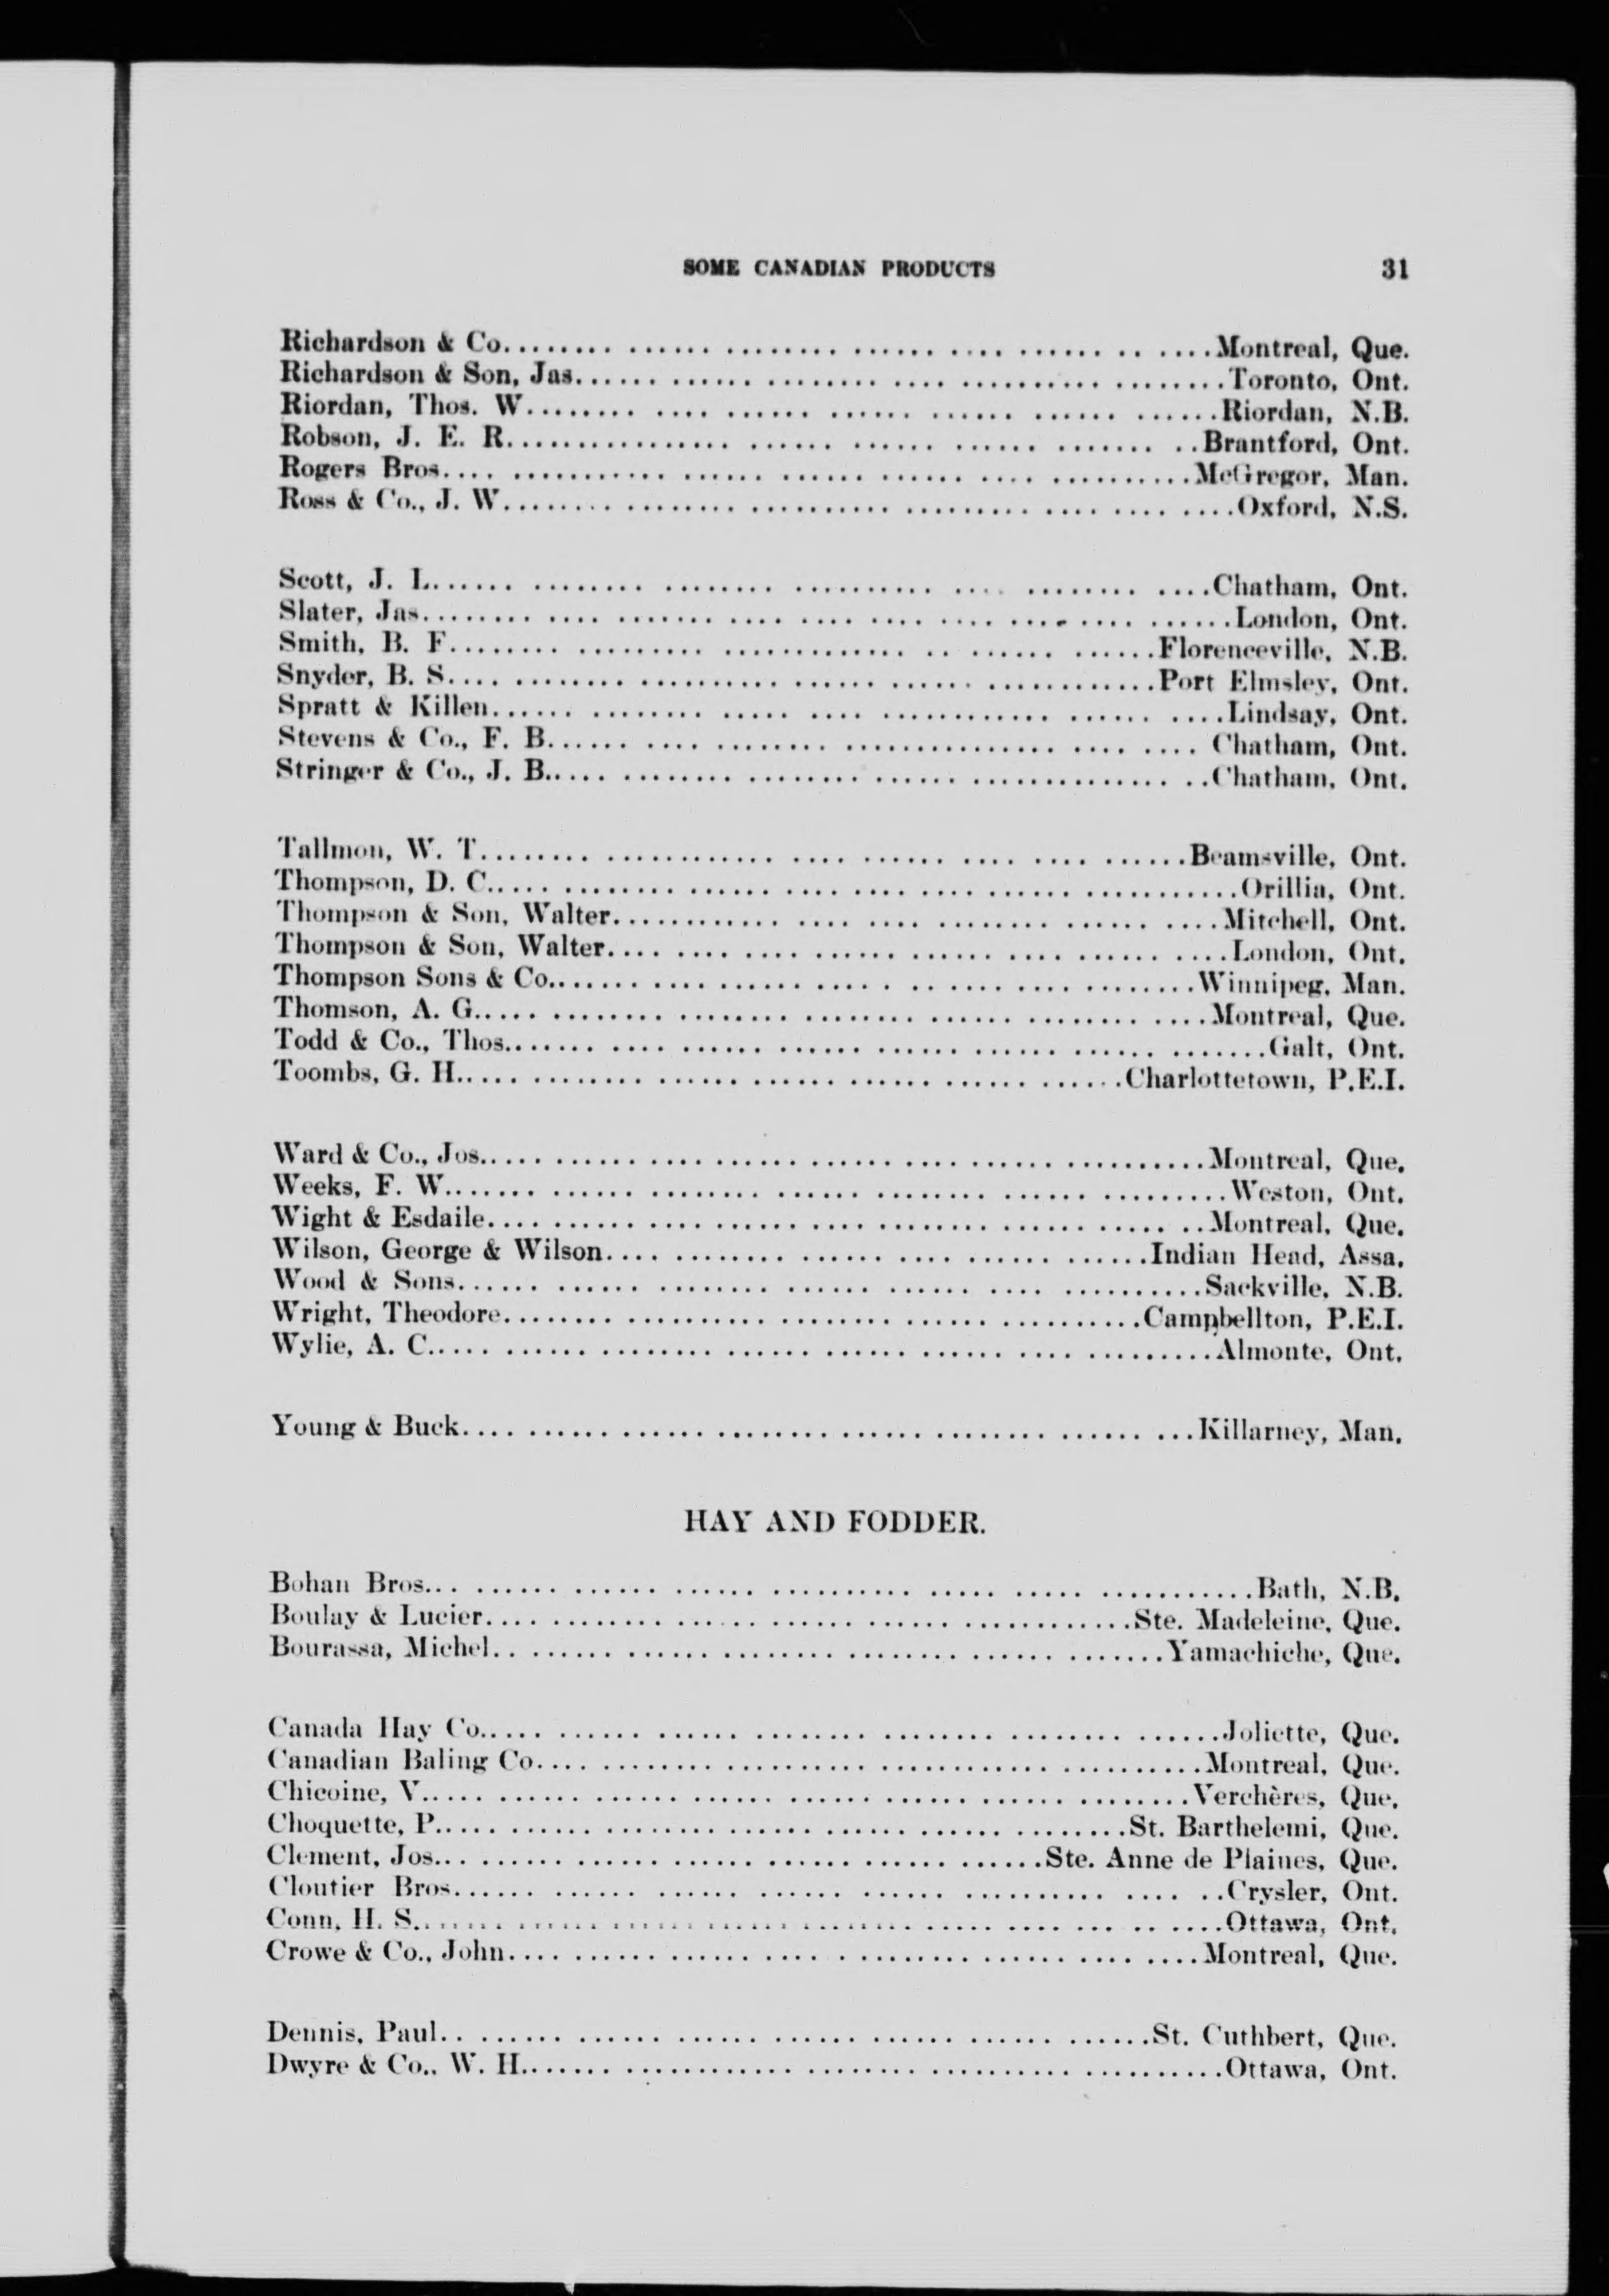 SOME CANADIAN PRODUCTS 31
Richardson & Co. Montreal, Que.
Richardson & Son, Jas. Toronto, Ont.
Riordan, Thos. W. Riordan, N.B.
Robson, J. E. R. Brantford, Ont.
Rogers Bros. McGregor, Man.
Ross & Co., J. W. Oxford, N.S.
Scott, J. L. Chatham, Ont.
Slater, Jas. London, Ont.
Smith, B. F. Florenceville, N.B.
Snyder, B. S. Port Elmsley, Ont.
Spratt & Killen. Lindsay, Ont.
Stevens & Co., F. B. Chatham, Ont.
Stringer & Co., J. B. Chatham, Ont.
Tallmon, W. T. Beamsville, Ont.
Thompson, D. C. Orillia, Ont.
Thompson & Son, Walter. Mitchell, Ont.
Thompson & Son, Walter. London, Ont.
Thompson Sons & Co. Winnipeg, Man.
Thomson, A. G. Montreal, Que.
Todd & Co., Thos. Galt, Ont.
Toombs, G. H. Charlottetown, P.E.I.
Ward & Co., Jos. Montreal, Que.
Weeks, F. W. Weston, Ont.
Wight & Esdaile. Montreal, Que.
Wilson, George & Wilson. Indian Head, Assa.
Wood & Sons. Sackville, N.B.
Wright, Theodore. Campbellton, P.E.I.
Wylie, A. C. Almonte, Ont.
Young & Buck. Killarney, Man.
HAY AND FODDER.
Bohan Bros. Bath, N.B.
Boulay & Lucier. Ste. Madeleine, Que.
Bourassa, Michel. Yamachiche, Que.
Canada Hay Co. Joliette, Que.
Canadian Baling Co. Montreal, Que.
Chicoine, V. Verchères, Que.
Choquette, P. St. Barthelemi, Que.
Clement, Jos. Ste. Anne de Plaines, Que.
Cloutier Bros. Crysler, Ont.
Conn, H. S. Ottawa, Ont.
Crowe & Co., John. Montreal, Que.
Dennis, Paul. St. Cuthbert, Que.
Dwyre & Co., W. H. Ottawa, Ont.